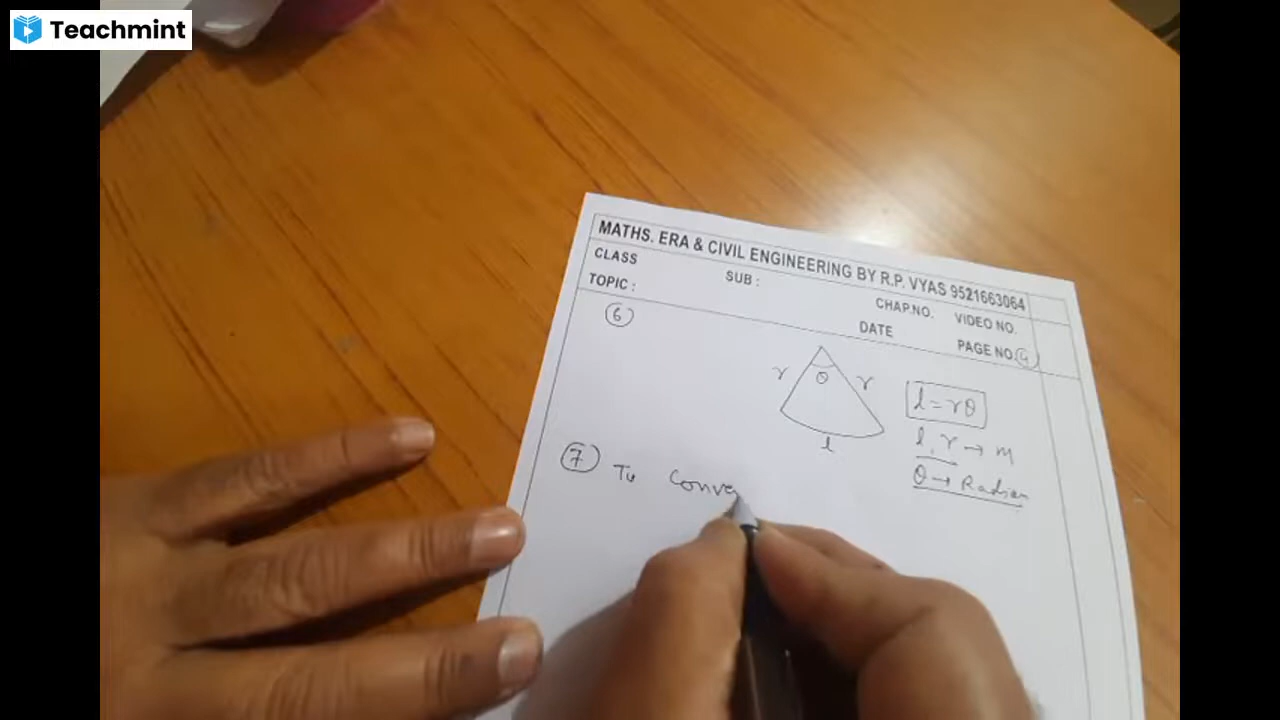 Teachmint
MATHS. ERA & CIVIL ENGINEERING BY R.P. VYAS 9521663064
CLASS
SUB :
CHAP.NO.
VIDEO NO.
TOPIC :
DATE
PAGE NO. 4
6
r
θ
r
l
l = rθ
l, r → m
θ → Radian
7 To Conve